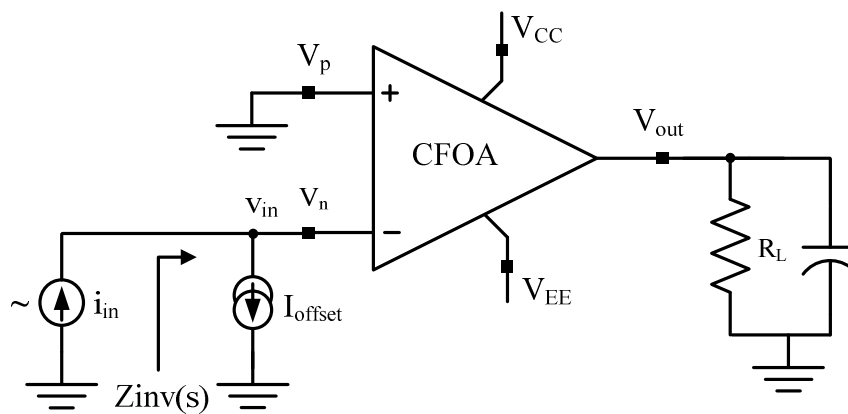 V_CC
V_p
+
CFOA
V_out
v_in
V_n
−
R_L
~
i_in
I_offset
V_EE
Zinv(s)